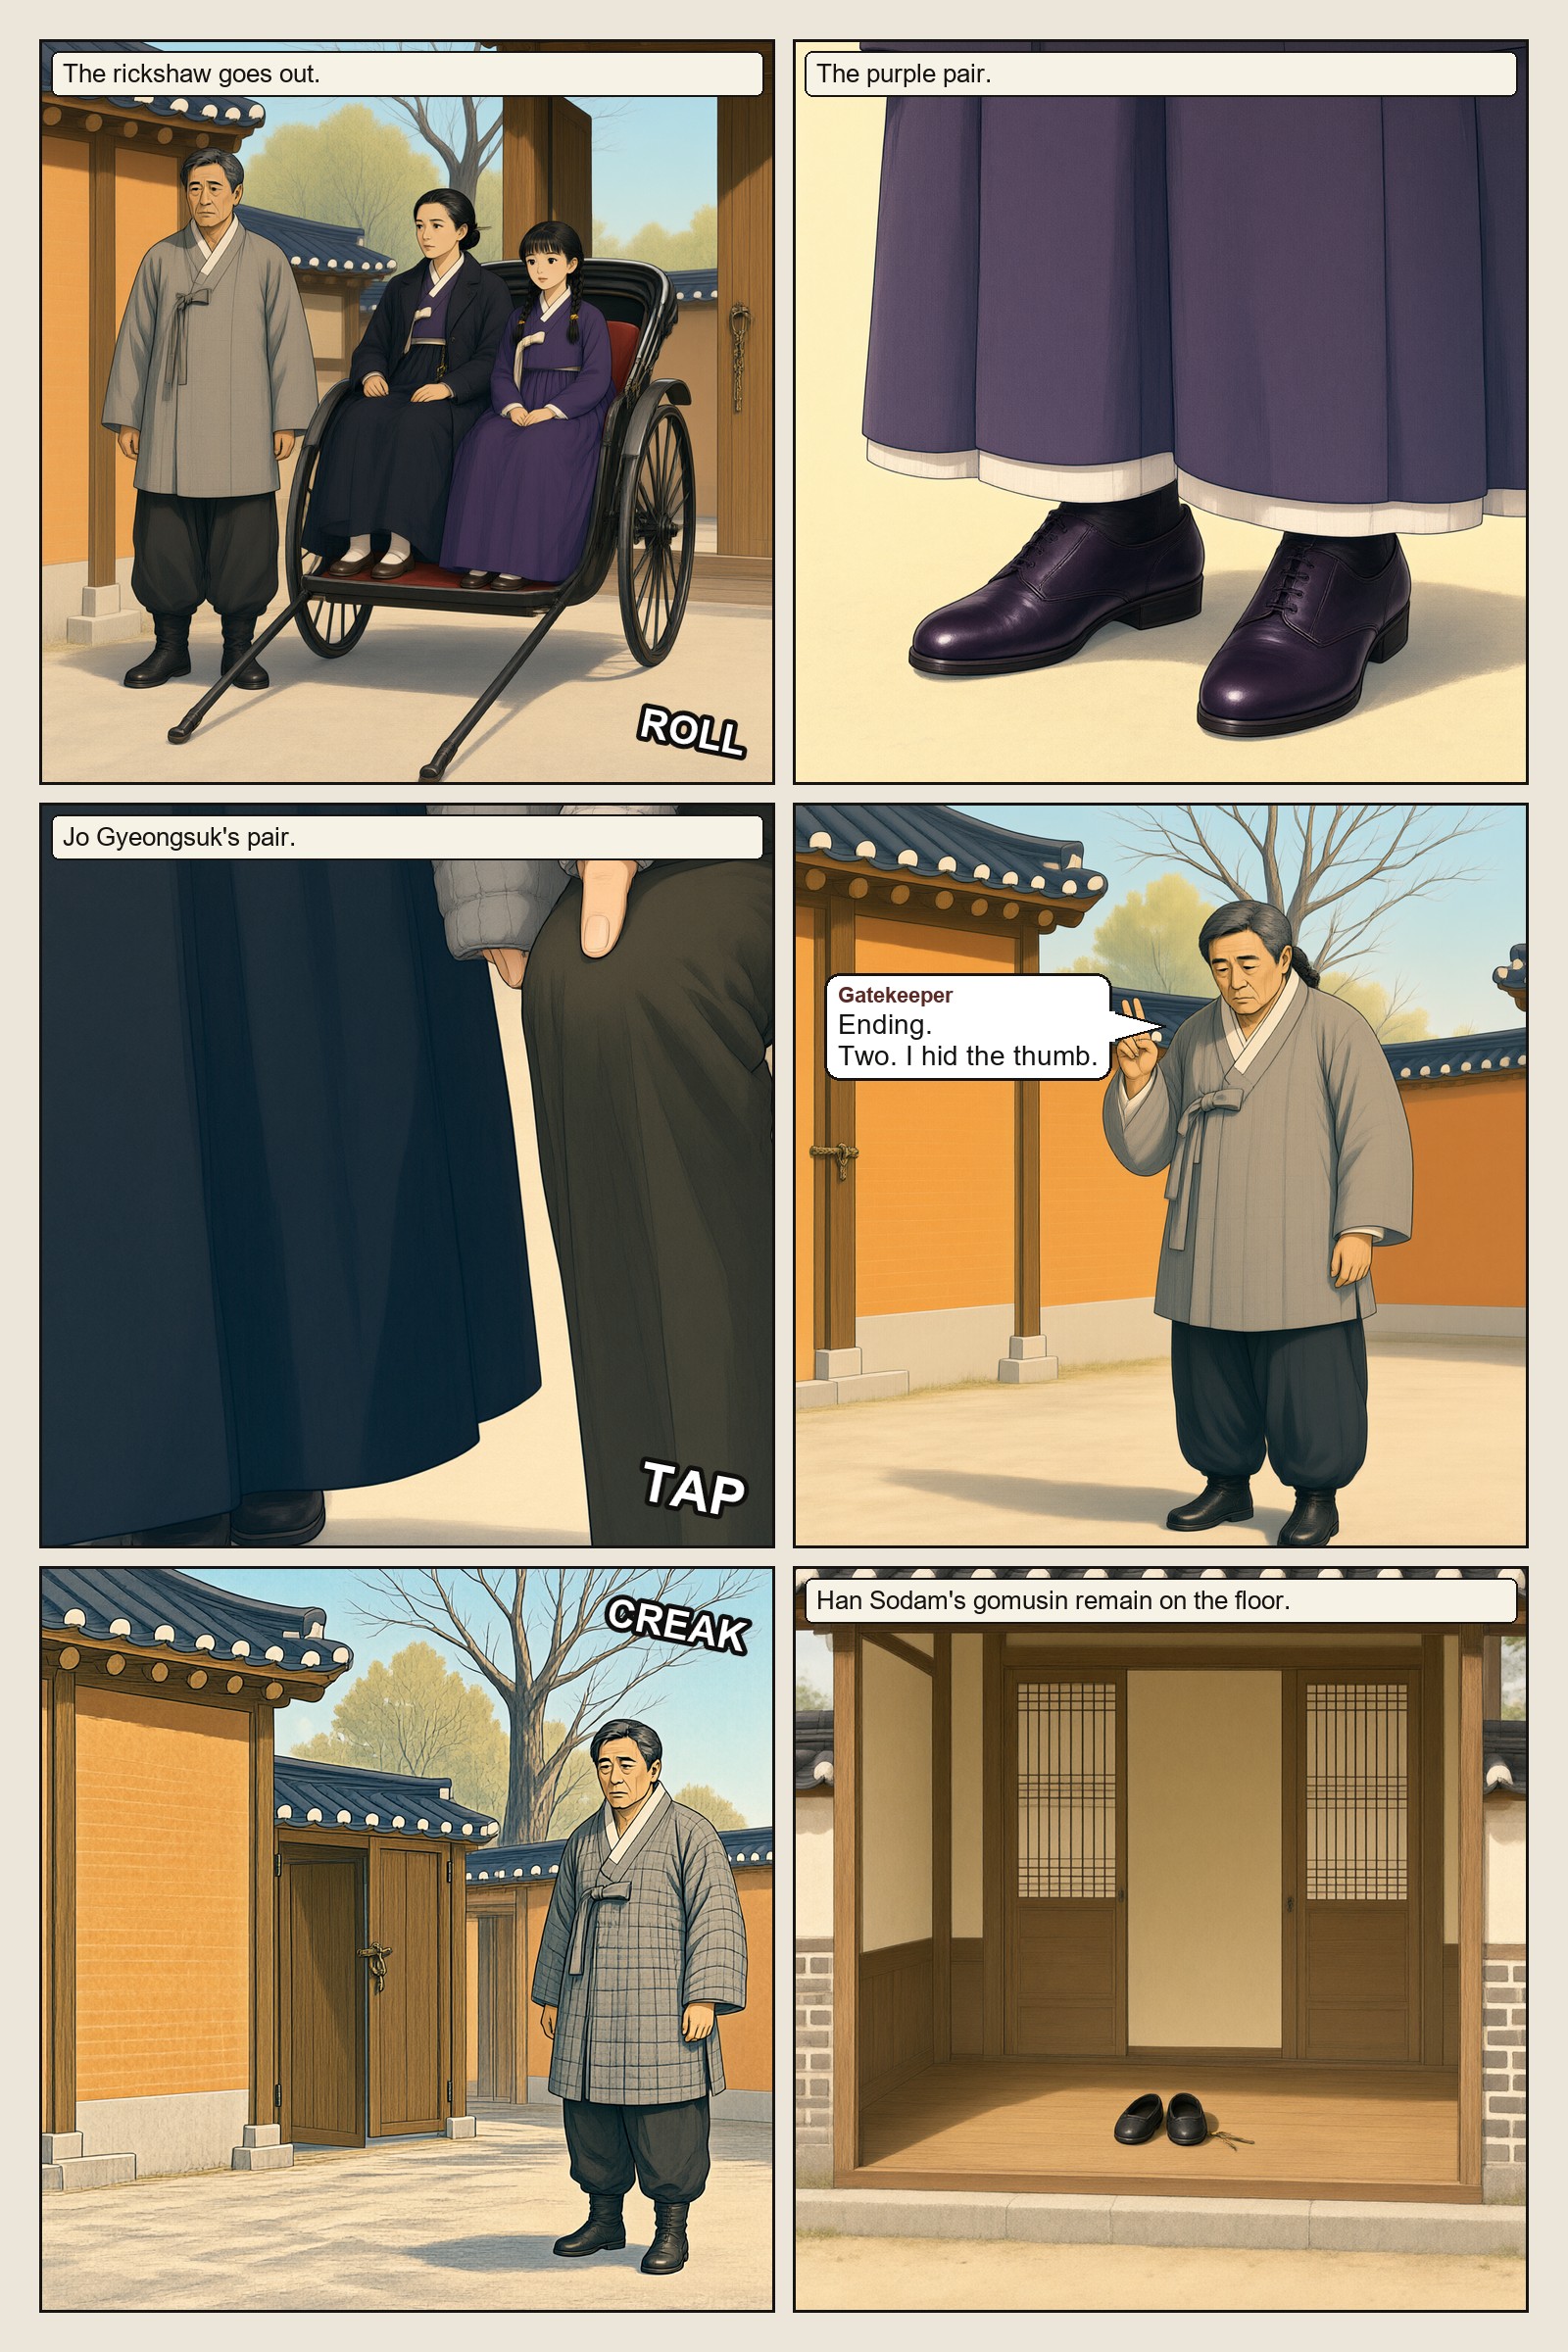 The rickshaw goes out.
ROLL
The purple pair.
Jo Gyeongsuk's pair.
TAP
Gatekeeper
Ending.
Two. I hid the thumb.
CREAK
Han Sodam's gomusin remain on the floor.